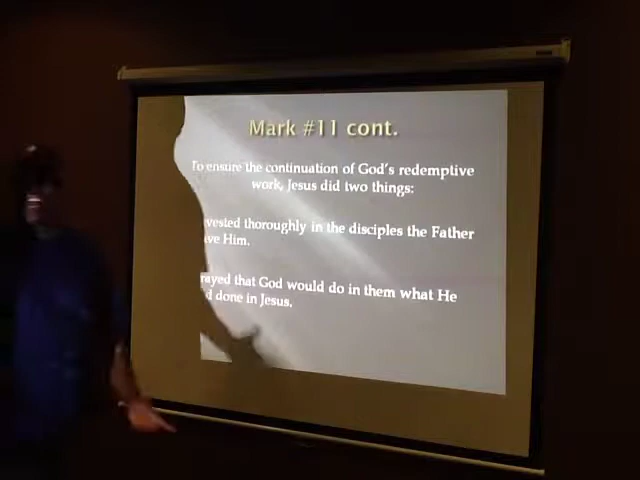 Mark #11 cont.
To ensure the continuation of God's redemptive
work, Jesus did two things:
vested thoroughly in the disciples the Father
ave Him.
rayed that God would do in them what He
d done in Jesus.